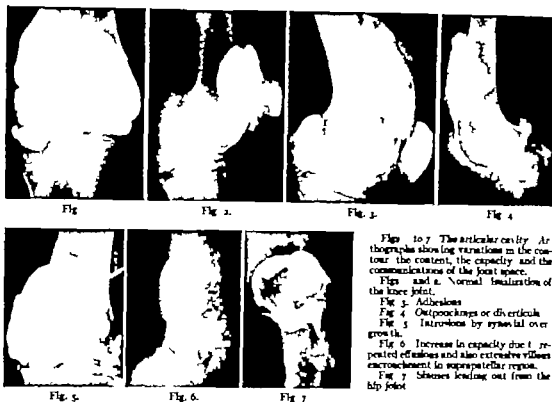 Fig
Fig 2.
Fig. 3.
Fig 4
Fig. 5.
Fig. 6.
Fig 7
Figs to 7 The articular cavity Ar
thographs showing variations in the con-
tour the content, the capacity and the
communications of the joint space.
Figs and 2. Normal localization of
the knee joint.
Fig 3. Adhesions
Fig 4 Outpouchings or diverticula
Fig 5 Intrusions by synovial over
growth.
Fig 6 Increase in capacity due t re-
peated effusions and also extensive villous
encroachment in suprapatellar region.
Fig 7 Sinuses leading out from the
hip joint